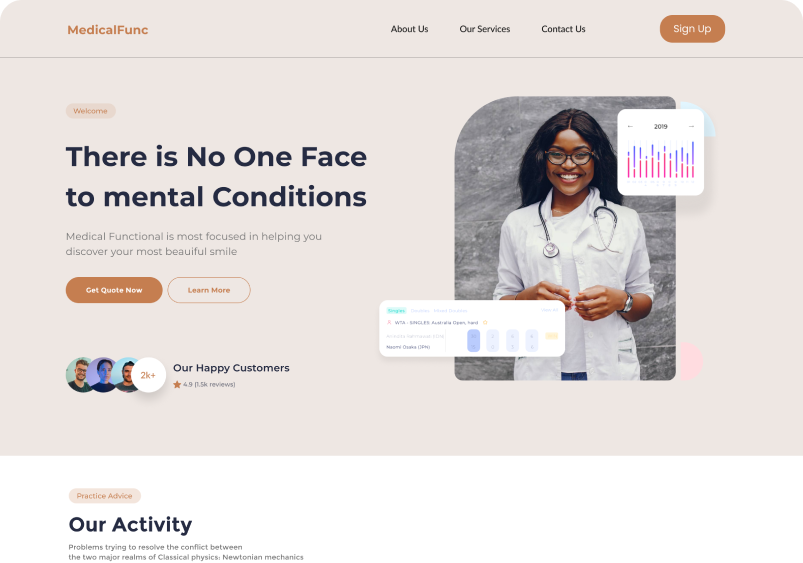 MedicalFunc
About Us
Our Services
Contact Us
Sign Up
Welcome
There is No One Face
to mental Conditions
Medical Functional is most focused in helping you
discover your most beauiful smile
Get Quote Now
Learn More
2k+
Our Happy Customers
4.9 (1.5k reviews)
← 2019 →
Singles
WTA - SINGLES: Australia Open, hard
Naomi Osaka (JPN)
Practice Advice
Our Activity
Problems trying to resolve the conflict between
the two major realms of Classical physics: Newtonian mechanics